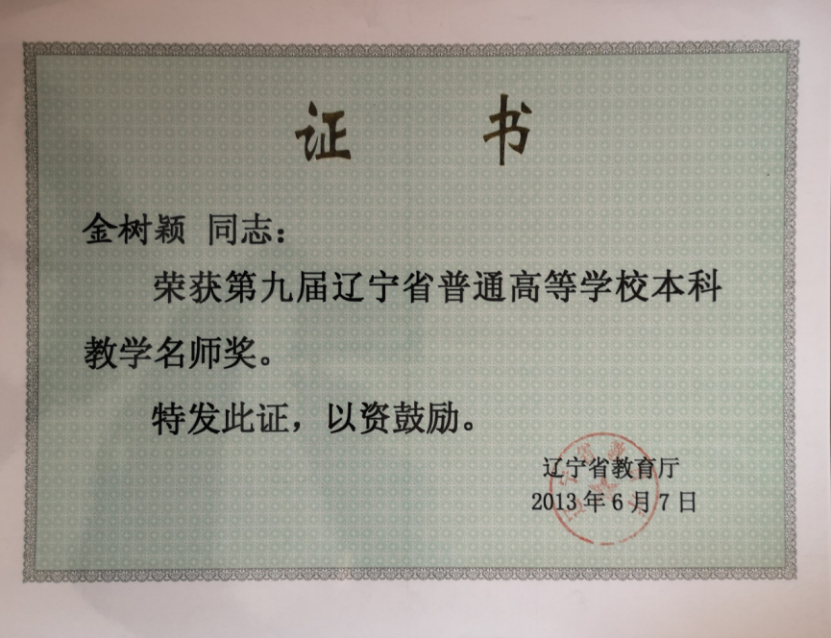 证 书
金树颖 同志：
荣获第九届辽宁省普通高等学校本科
教学名师奖。
特发此证，以资鼓励。
辽宁省教育厅
2013年6月7日